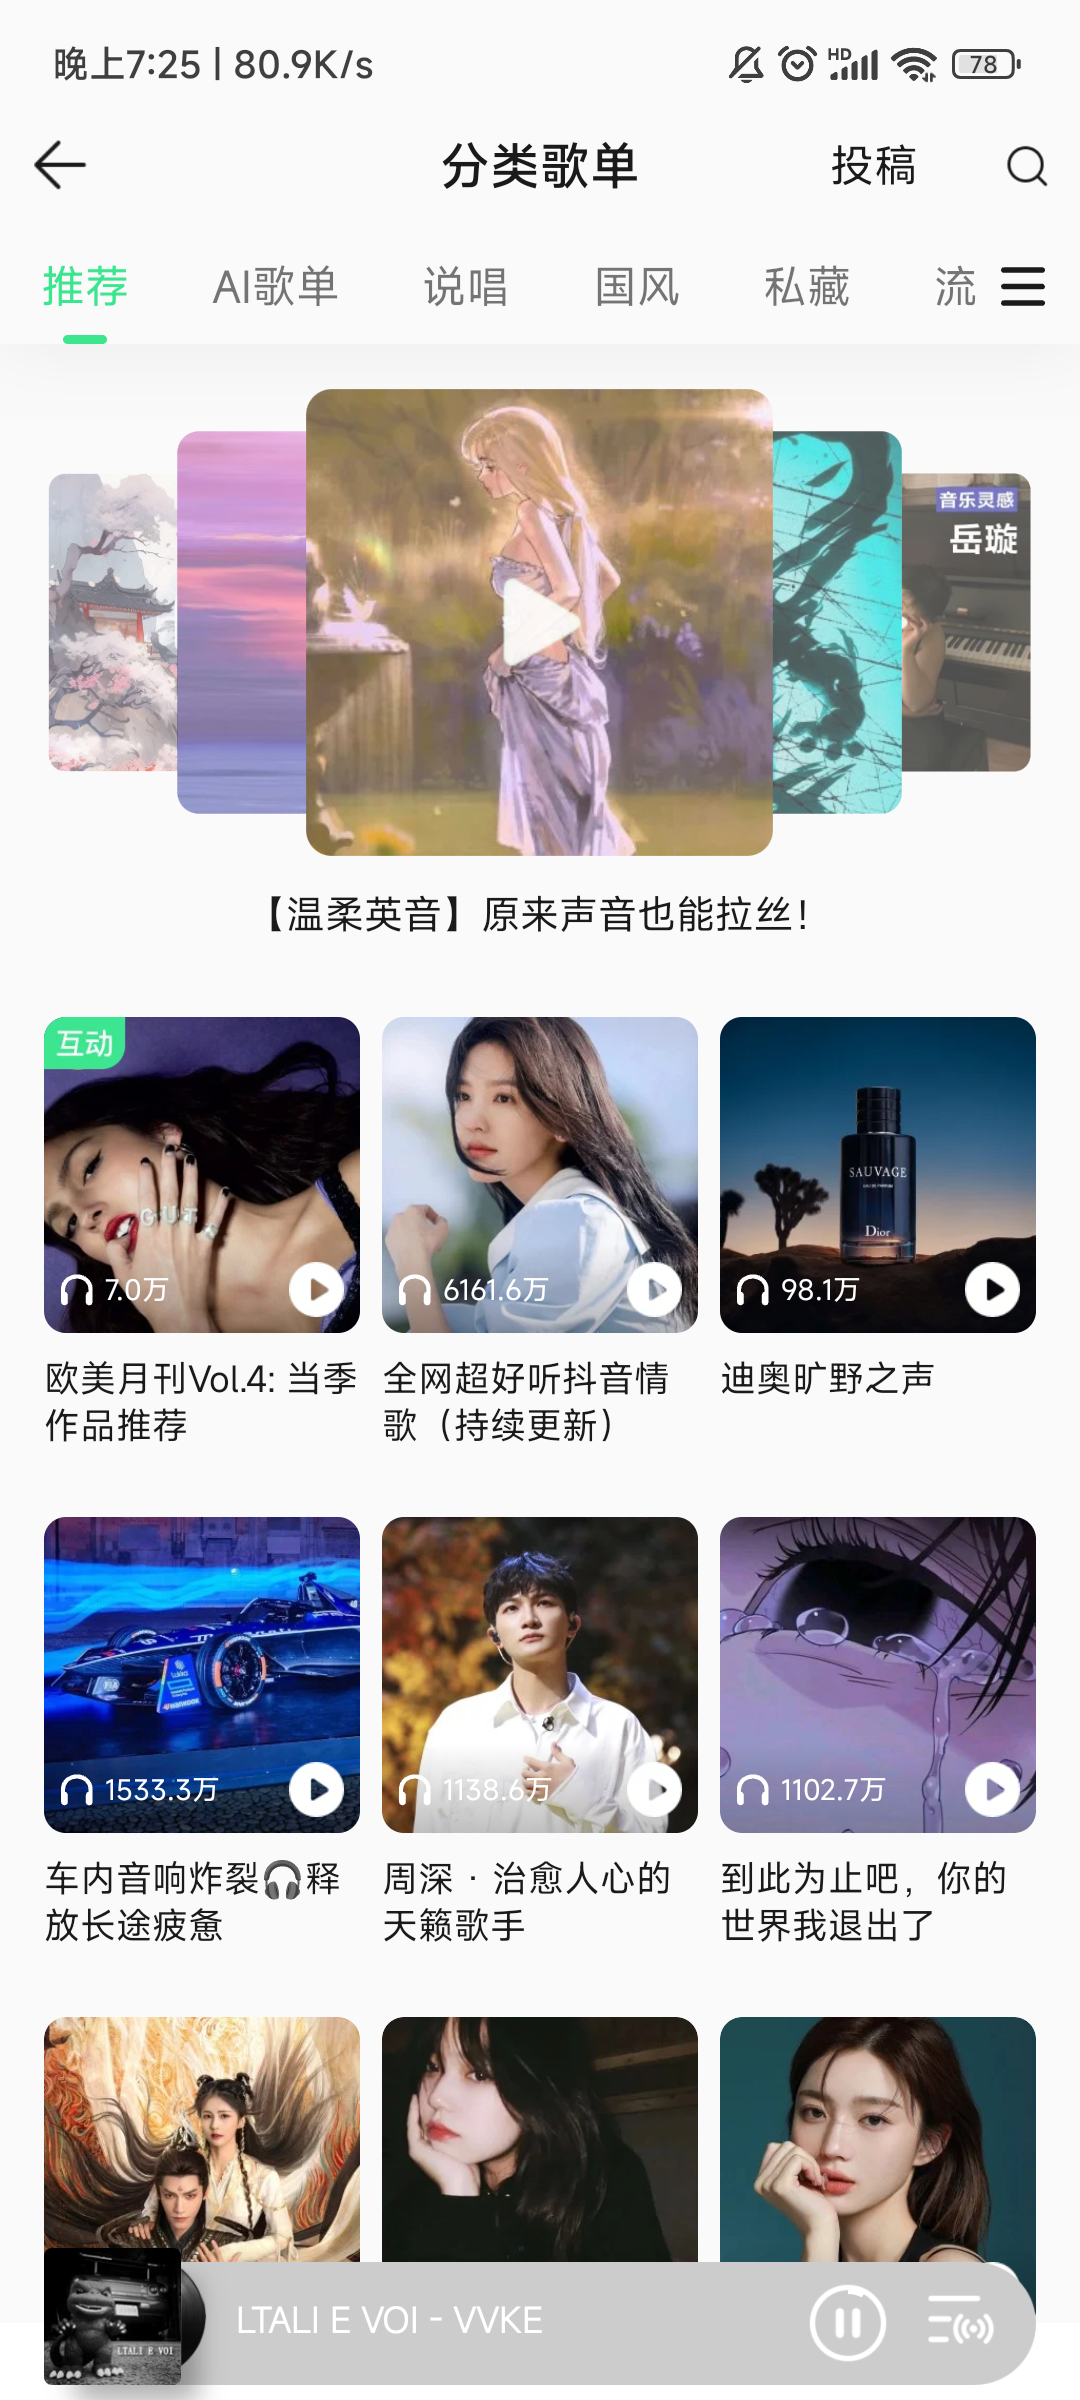 晚上7:25 | 80.9K/s
HD
78
分类歌单
投稿
推荐
AI歌单
说唱
国风
私藏
流
音乐灵感
岳璇
【温柔英音】原来声音也能拉丝!
互动
7.0万
6161.6万
SAUVAGE
EAU DE PARFUM
Dior
98.1万
欧美月刊Vol.4: 当季
作品推荐
全网超好听抖音情
歌（持续更新）
迪奥旷野之声
1533.3万
1138.6万
1102.7万
车内音响炸裂🎧释
放长途疲惫
周深 · 治愈人心的
天籁歌手
到此为止吧，你的
世界我退出了
LTALI E VOI
LTALI E VOI - VVKE